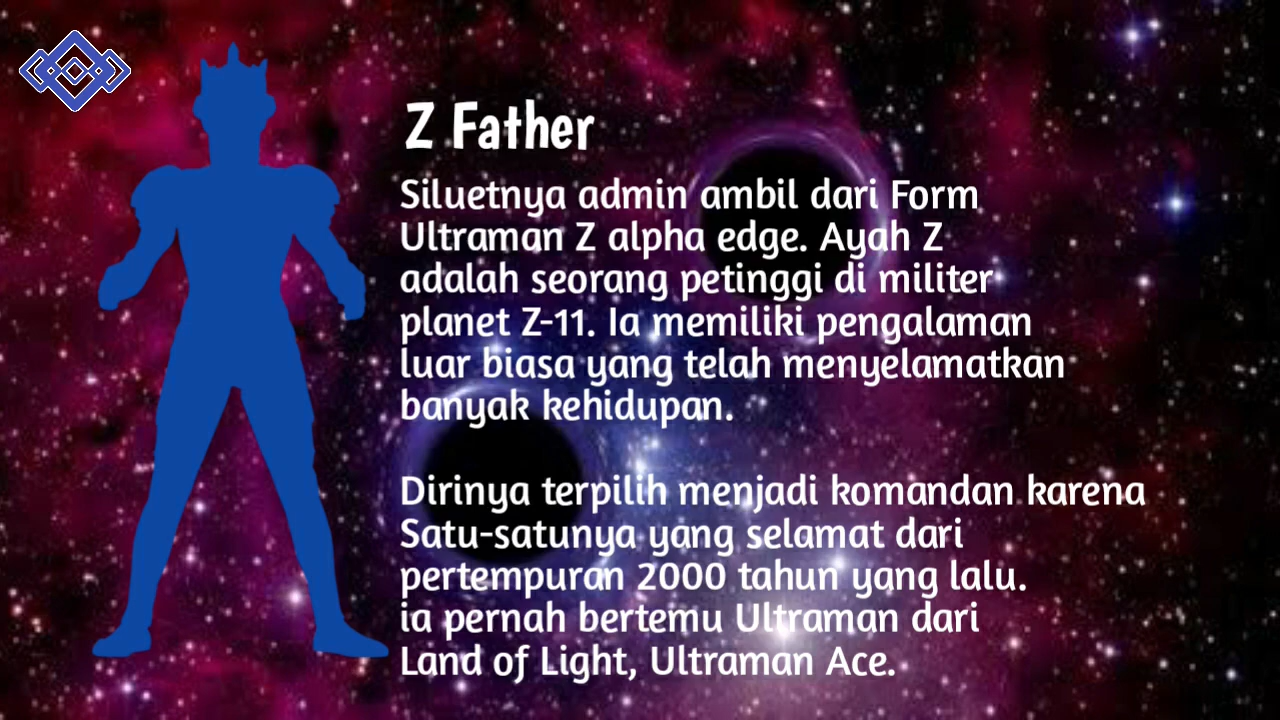 Z Father
Siluetnya admin ambil dari Form
Ultraman Z alpha edge. Ayah Z
adalah seorang petinggi di militer
planet Z-11. Ia memiliki pengalaman
luar biasa yang telah menyelamatkan
banyak kehidupan.
Dirinya terpilih menjadi komandan karena
Satu-satunya yang selamat dari
pertempuran 2000 tahun yang lalu.
ia pernah bertemu Ultraman dari
Land of Light, Ultraman Ace.